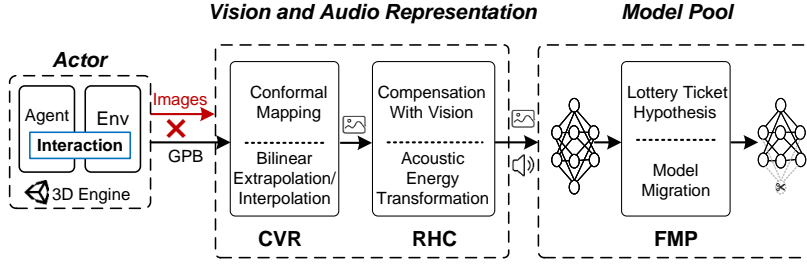 Vision and Audio Representation
Model Pool
Actor
Agent
Env
Interaction
3D Engine
Images
GPB
Conformal
Mapping
Bilinear
Extrapolation/
Interpolation
CVR
Compensation
With Vision
Acoustic
Energy
Transformation
RHC
Lottery Ticket
Hypothesis
Model
Migration
FMP